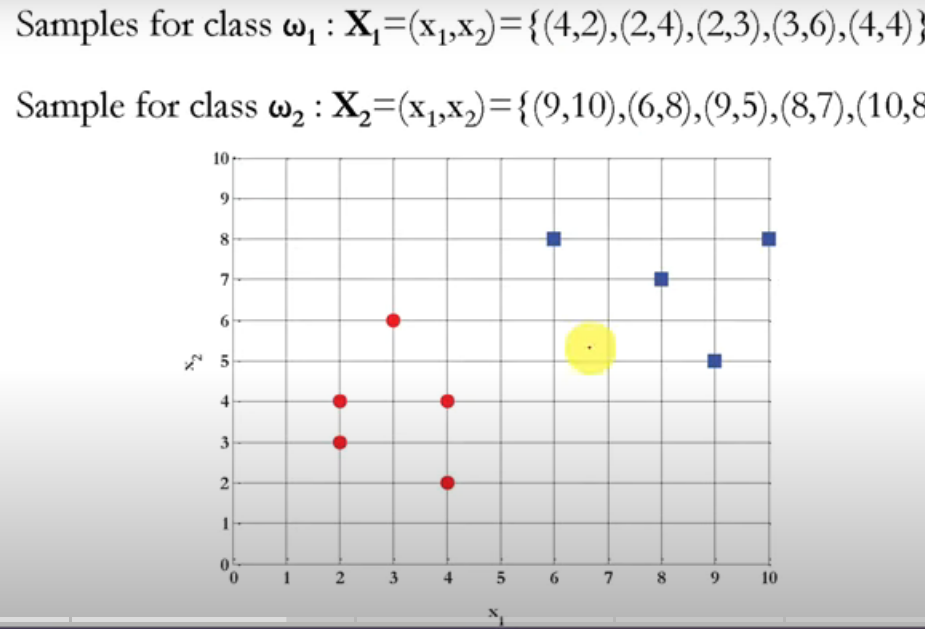 Samples for class ω₁ : X₁=(x₁,x₂)={(4,2),(2,4),(2,3),(3,6),(4,4)}
Sample for class ω₂ : X₂=(x₁,x₂)={(9,10),(6,8),(9,5),(8,7),(10,8
10
9
8
7
6
5
4
3
2
1
0
x₂
0 1 2 3 4 5 6 7 8 9 10
x₁